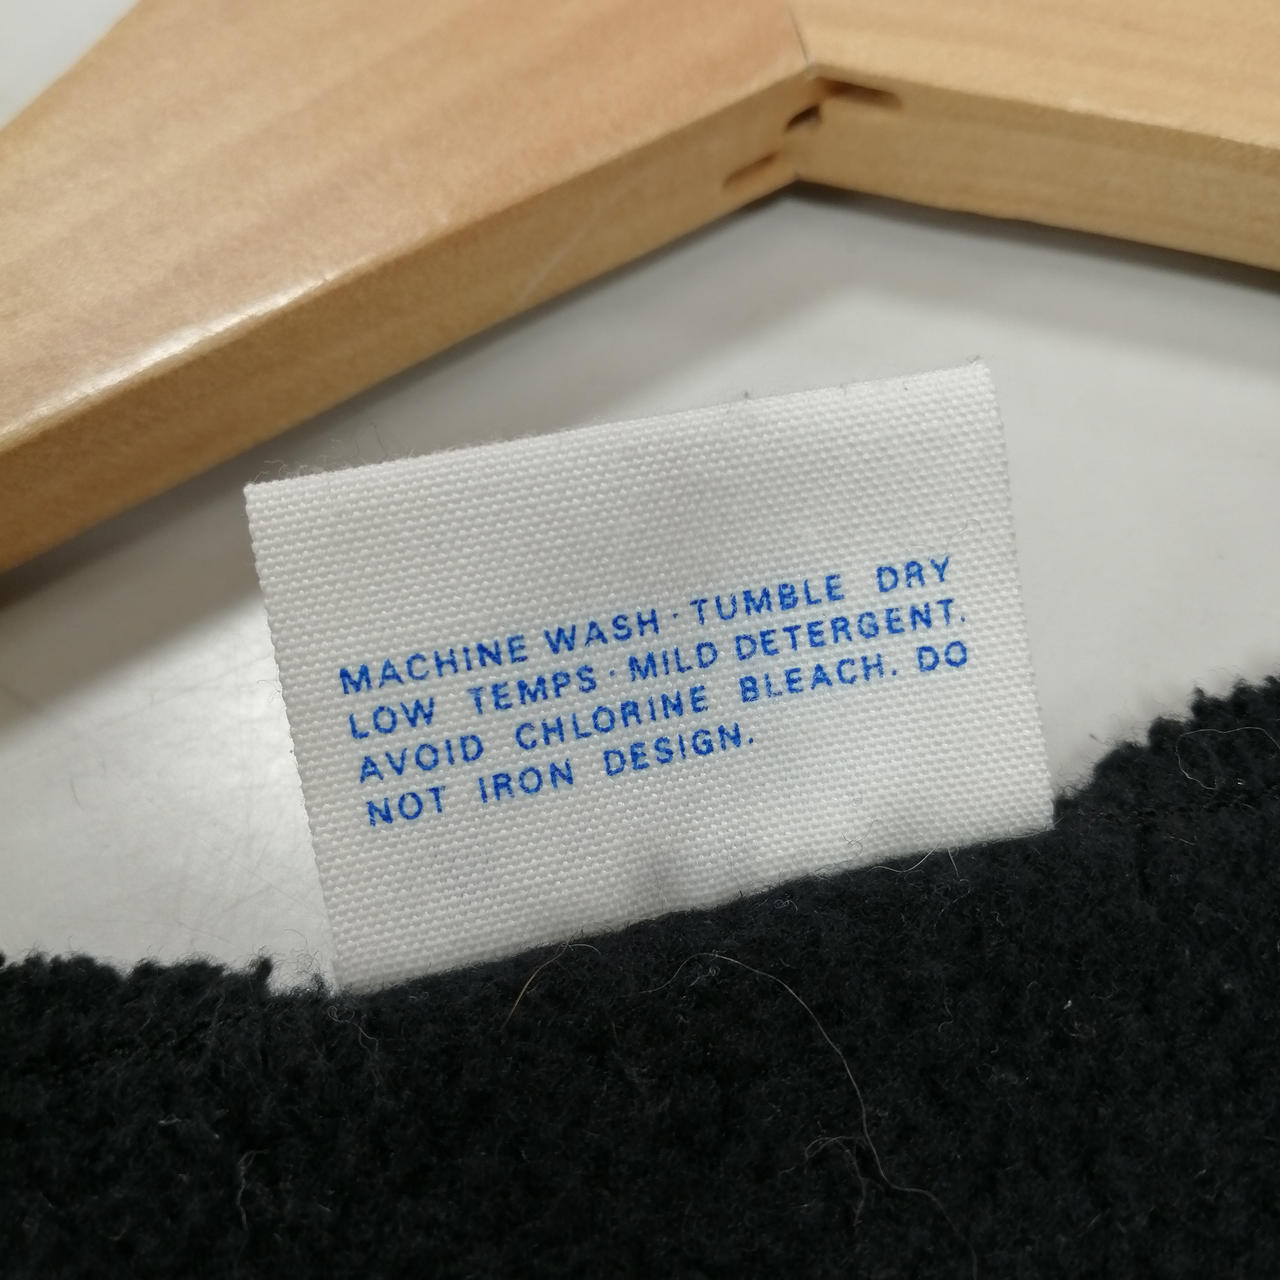 MACHINE WASH · TUMBLE DRY
LOW TEMPS · MILD DETERGENT.
AVOID CHLORINE BLEACH. DO
NOT IRON DESIGN.